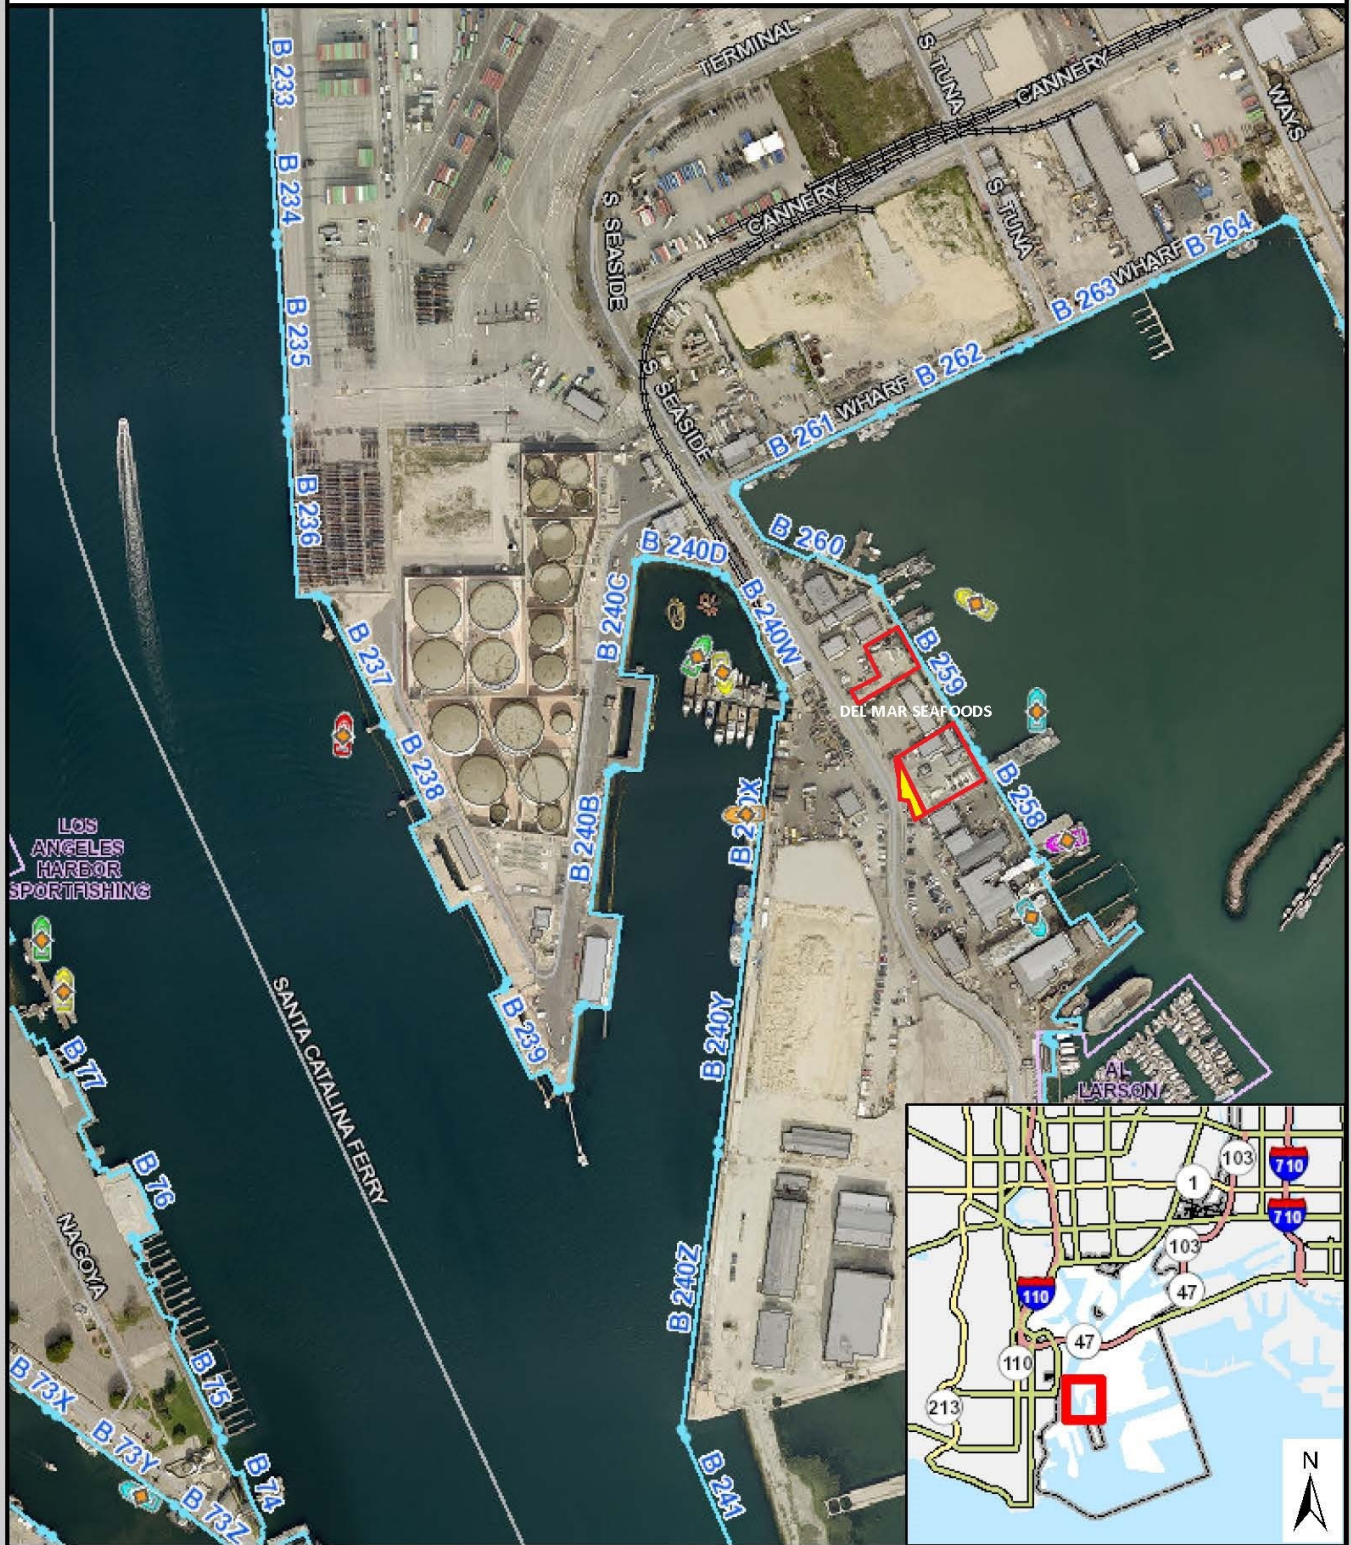 B 233
TERMINAL
S TUNA
CANNERY
WAYS
B 234
CANNERY
S SEASIDE
S TUNA
WHARF
B 264
B 263
B 235
B 262
S SEASIDE
WHARF
B 261
B 236
B 260
B 240D
B 240C
B 240W
B 259
B 237
DEL MAR SEAFOODS
B 238
B 258
B 240B
LOS
ANGELES
HARBOR
SPORTFISHING
B 239
B 240Y
SANTA CATALINA FERRY
B 77
AL
LARSON
B 76
NAGOYA
B 240Z
B 75
B 73X
B 73Y
B 74
B 73Z
B 241
103
710
1
710
103
47
110
47
110
213
N